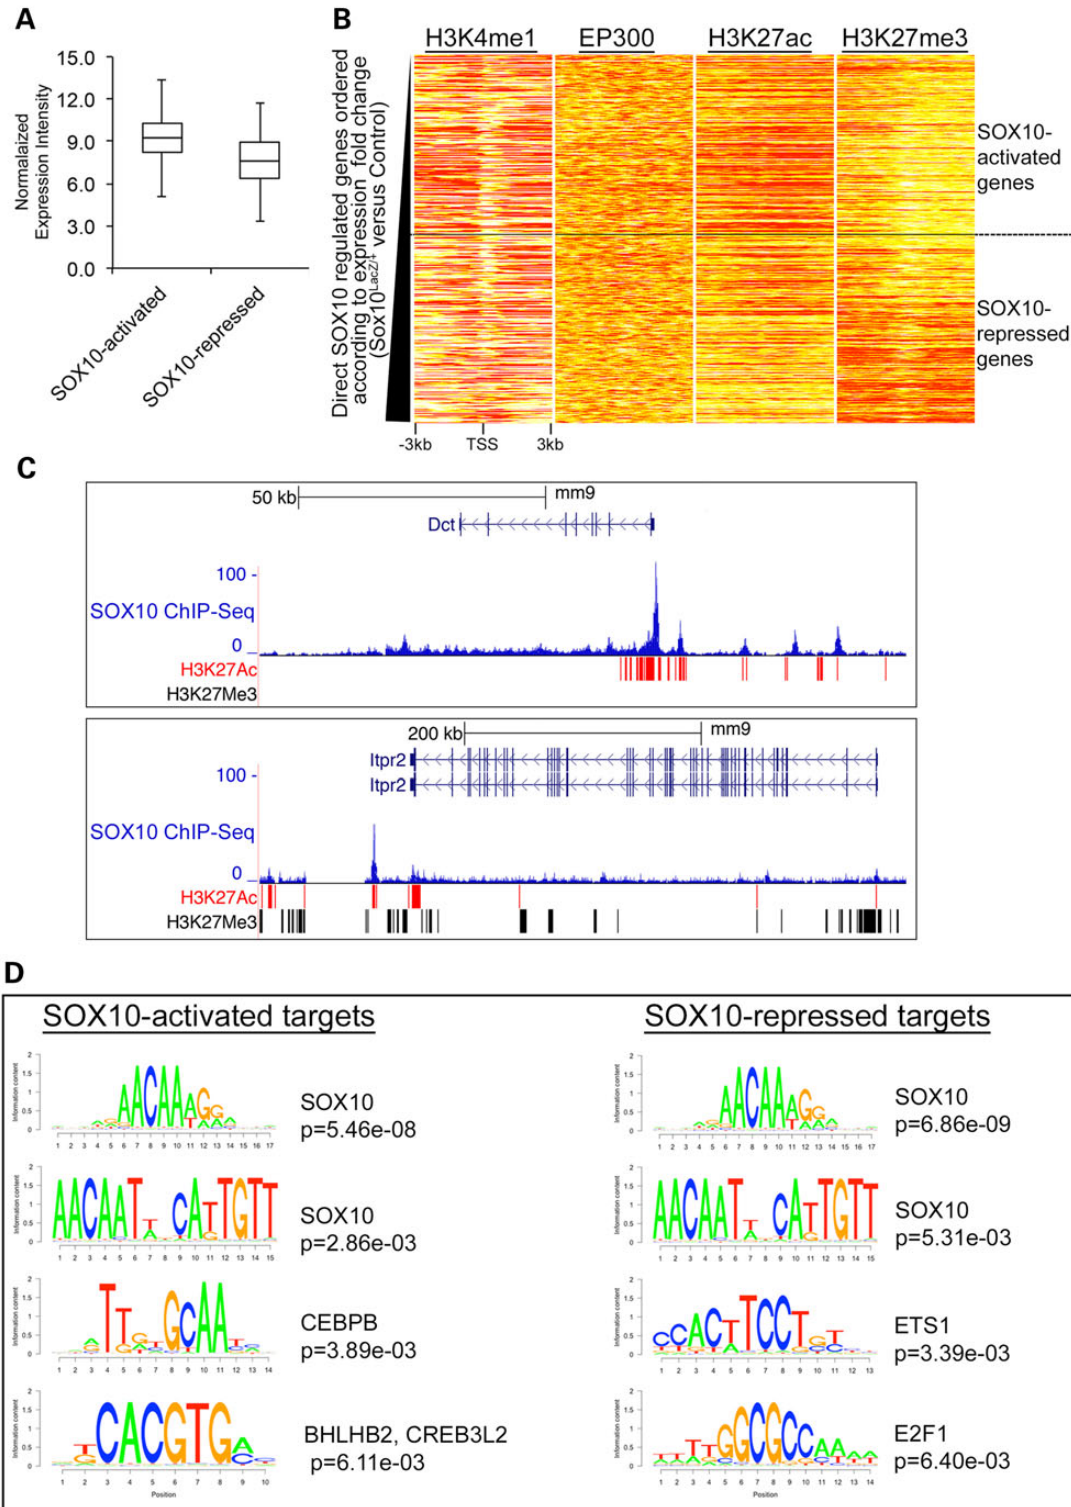 A
15.0
12.0
9.0
6.0
3.0
0.0
Normalaized
Expression Intensity
SOX10-activated
SOX10-repressed
B
H3K4me1 EP300 H3K27ac H3K27me3
Direct SOX10 regulated genes ordered
according to expression fold change
(Sox10LacZ/+ versus Control)
SOX10-
activated
genes
SOX10-
repressed
genes
-3kb TSS 3kb
C
50 kb mm9
Dct
100 -
SOX10 ChIP-Seq
0
H3K27Ac
H3K27Me3
200 kb mm9
Itpr2
Itpr2
100 -
SOX10 ChIP-Seq
0
H3K27Ac
H3K27Me3
D
SOX10-activated targets
SOX10
p=5.46e-08
SOX10
p=2.86e-03
CEBPB
p=3.89e-03
BHLHB2, CREB3L2
p=6.11e-03
Position
SOX10-repressed targets
SOX10
p=6.86e-09
SOX10
p=5.31e-03
ETS1
p=3.39e-03
E2F1
p=6.40e-03
Position